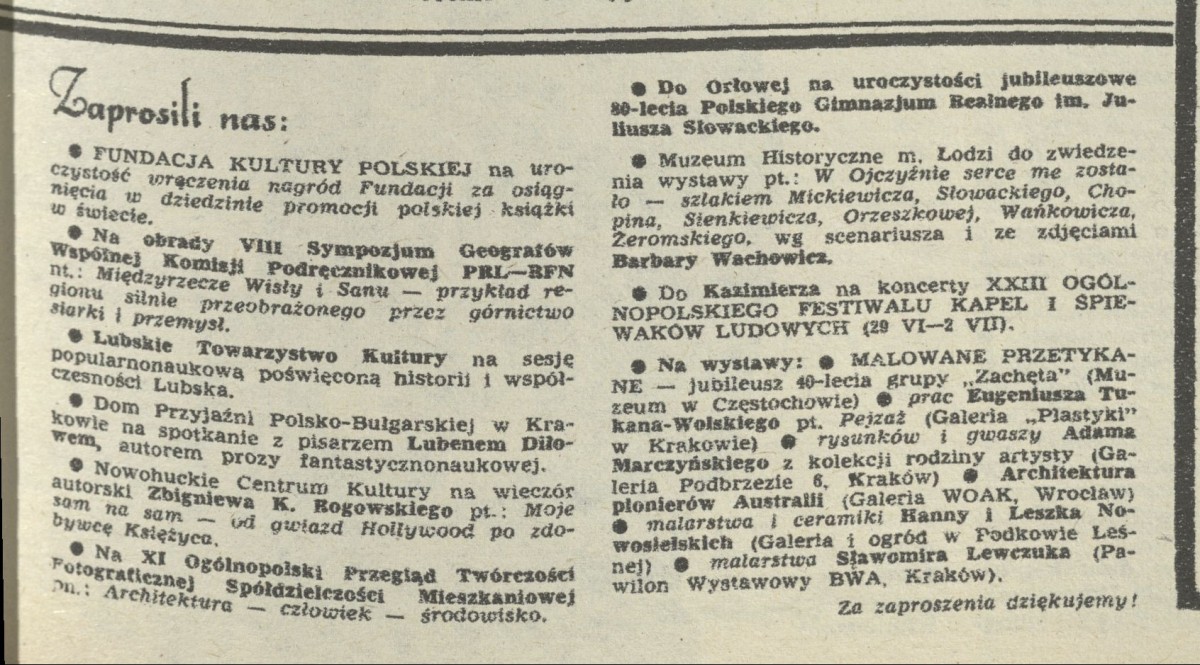 Zaprosili nas:
● FUNDACJA KULTURY POLSKIEJ na uro-
czystość wręczenia nagród Fundacji za osiąg-
nięcia w dziedzinie promocji polskiej książki
w świecie.
● Na obrady VIII Sympozjum Geografów
Wspólnej Komisji Podręcznikowej PRL—RFN
nt.: Międzyrzecze Wisły i Sanu — przykład re-
gionu silnie przeobrażonego przez górnictwo
siarki i przemysł.
● Lubskie Towarzystwo Kultury na sesję
popularnonaukową poświęconą historii i współ-
czesności Lubska.
● Dom Przyjaźni Polsko-Bułgarskiej w Kra-
kowie na spotkanie z pisarzem Lubenem Diło-
wem, autorem prozy fantastycznonaukowej.
● Nowohuckie Centrum Kultury na wieczór
autorski Zbigniewa K. Rogowskiego pt.: Moje
sam na sam — od gwiazd Hollywood po zdo-
bywcę Księżyca.
● Na XI Ogólnopolski Przegląd Twórczości
Fotograficznej Spółdzielczości Mieszkaniowej
pn.: Architektura — człowiek — środowisko.
● Do Orłowej na uroczystości jubileuszowe
80-lecia Polskiego Gimnazjum Realnego im. Ju-
liusza Słowackiego.
● Muzeum Historyczne m. Łodzi do zwiedze-
nia wystawy pt.: W Ojczyźnie serce me zosta-
ło — szlakiem Mickiewicza, Słowackiego, Cho-
pina, Sienkiewicza, Orzeszkowej, Wańkowicza,
Żeromskiego, wg scenariusza i ze zdjęciami
Barbary Wachowicz.
● Do Kazimierza na koncerty XXIII OGÓL-
NOPOLSKIEGO FESTIWALU KAPEL I ŚPIE-
WAKÓW LUDOWYCH (29 VI—2 VII).
● Na wystawy: ● MALOWANE PRZETYKA-
NE — jubileusz 40-lecia grupy „Zachęta” (Mu-
zeum w Częstochowie) ● prac Eugeniusza Tu-
kana-Wolskiego pt. Pejzaż (Galeria „Plastyki”
w Krakowie) ● rysunków i gwaszy Adama
Marczyńskiego z kolekcji rodziny artysty (Ga-
leria Podbrzezie 6, Kraków) ● Architektura
pionierów Australii (Galeria WOAK, Wrocław)
● malarstwa i ceramiki Hanny i Leszka No-
wosielskich (Galeria i ogród w Podkowie Leś-
nej) ● malarstwa Sławomira Lewczuka (Pa-
wilon Wystawowy BWA, Kraków).
Za zaproszenia dziękujemy!